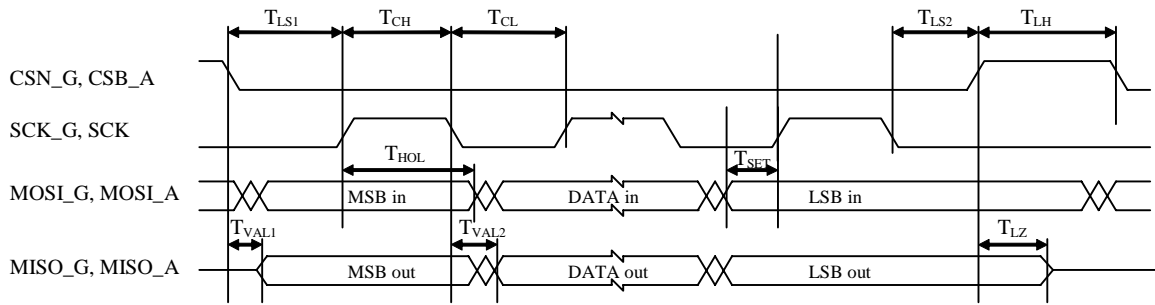 TLS1 TCH TCL TLS2 TLH
CSN_G, CSB_A
SCK_G, SCK
THOL TSET
MOSI_G, MOSI_A MSB in DATA in LSB in
TVAL1 TVAL2 TLZ
MISO_G, MISO_A MSB out DATA out LSB out